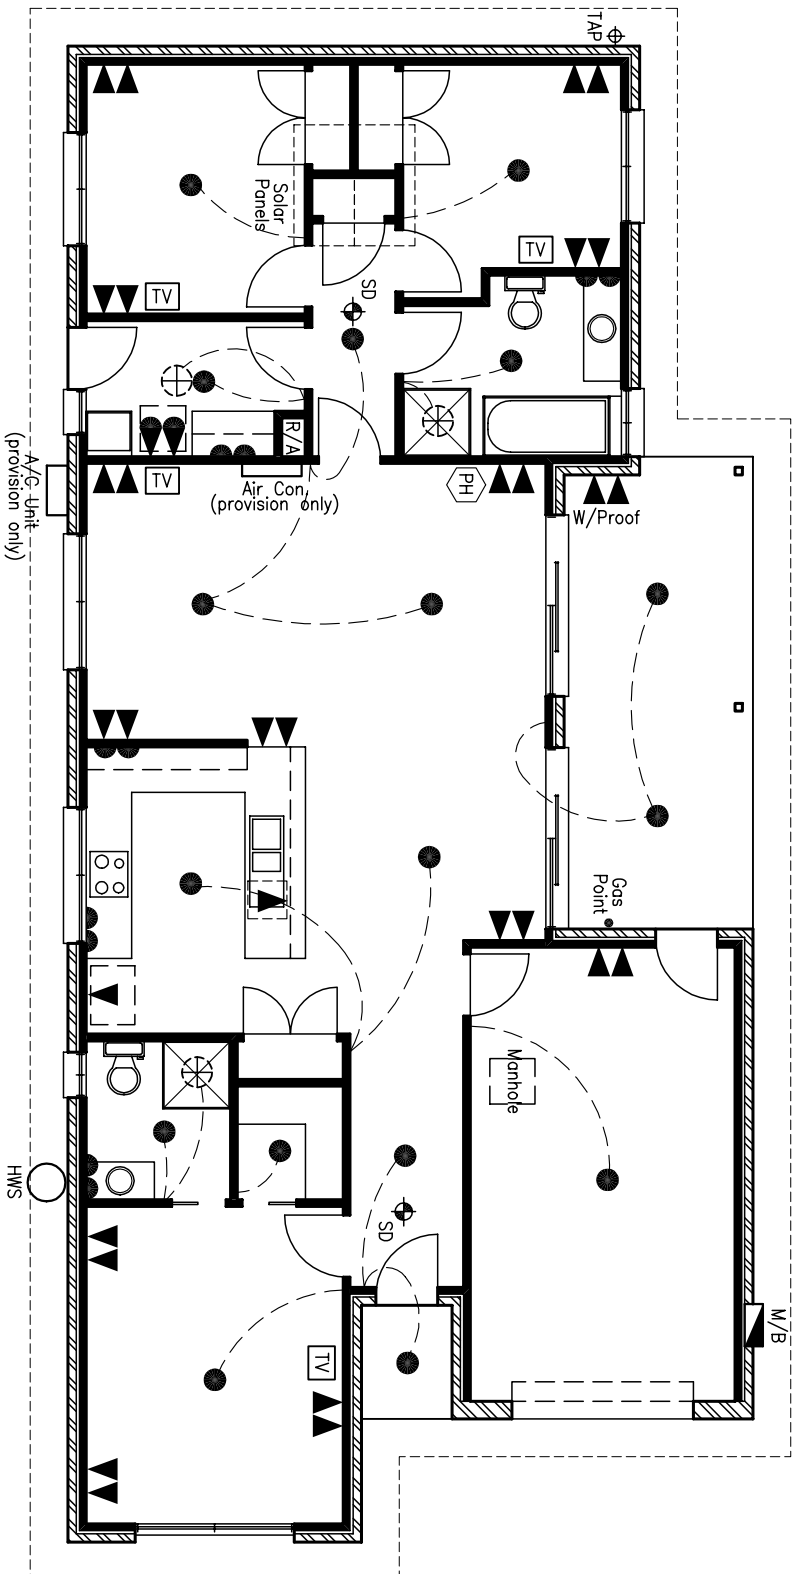 TAP
Solar
Panels
TV
TV
SD
R/A
A/C Unit
(provision only)
TV
Air Con.
(provision only)
PH
W/Proof
Gas
Point
Manhole
HWS
SD
M/B
TV